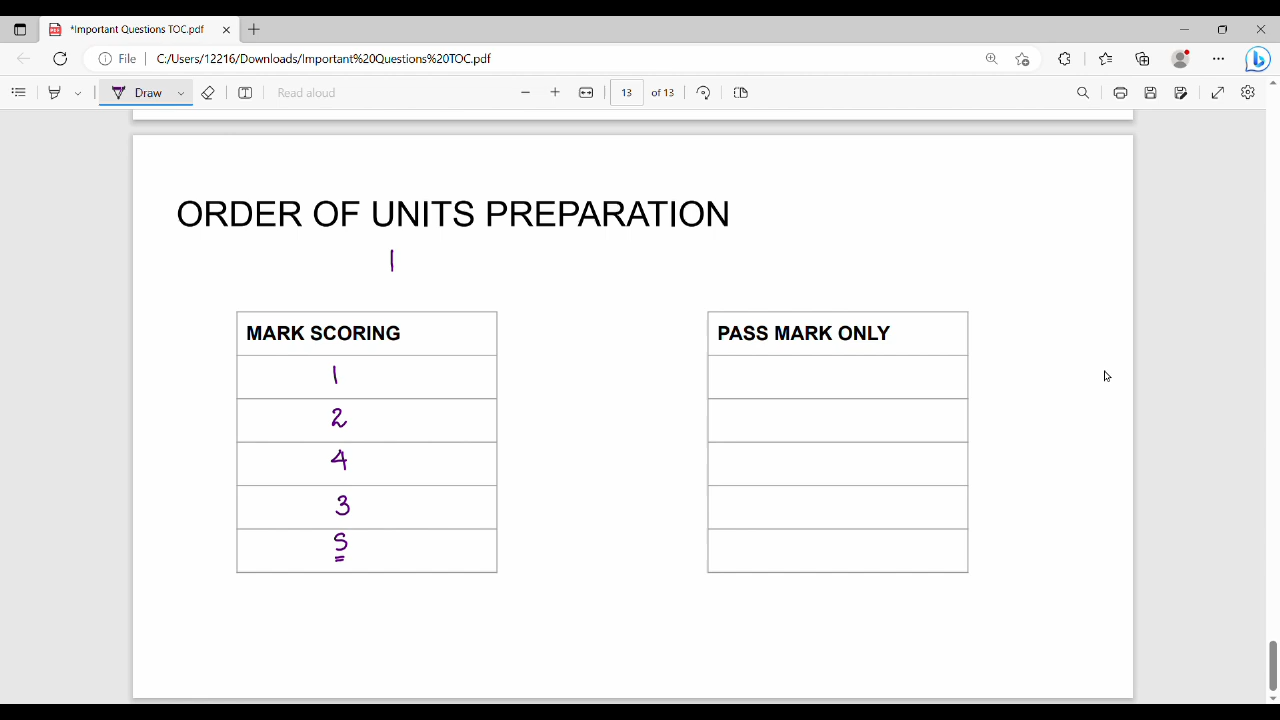 *Important Questions TOC.pdf
File
C:/Users/12216/Downloads/Important%20Questions%20TOC.pdf
Draw
Read aloud
13
of 13
ORDER OF UNITS PREPARATION
1
MARK SCORING
1
2
4
3
5
PASS MARK ONLY